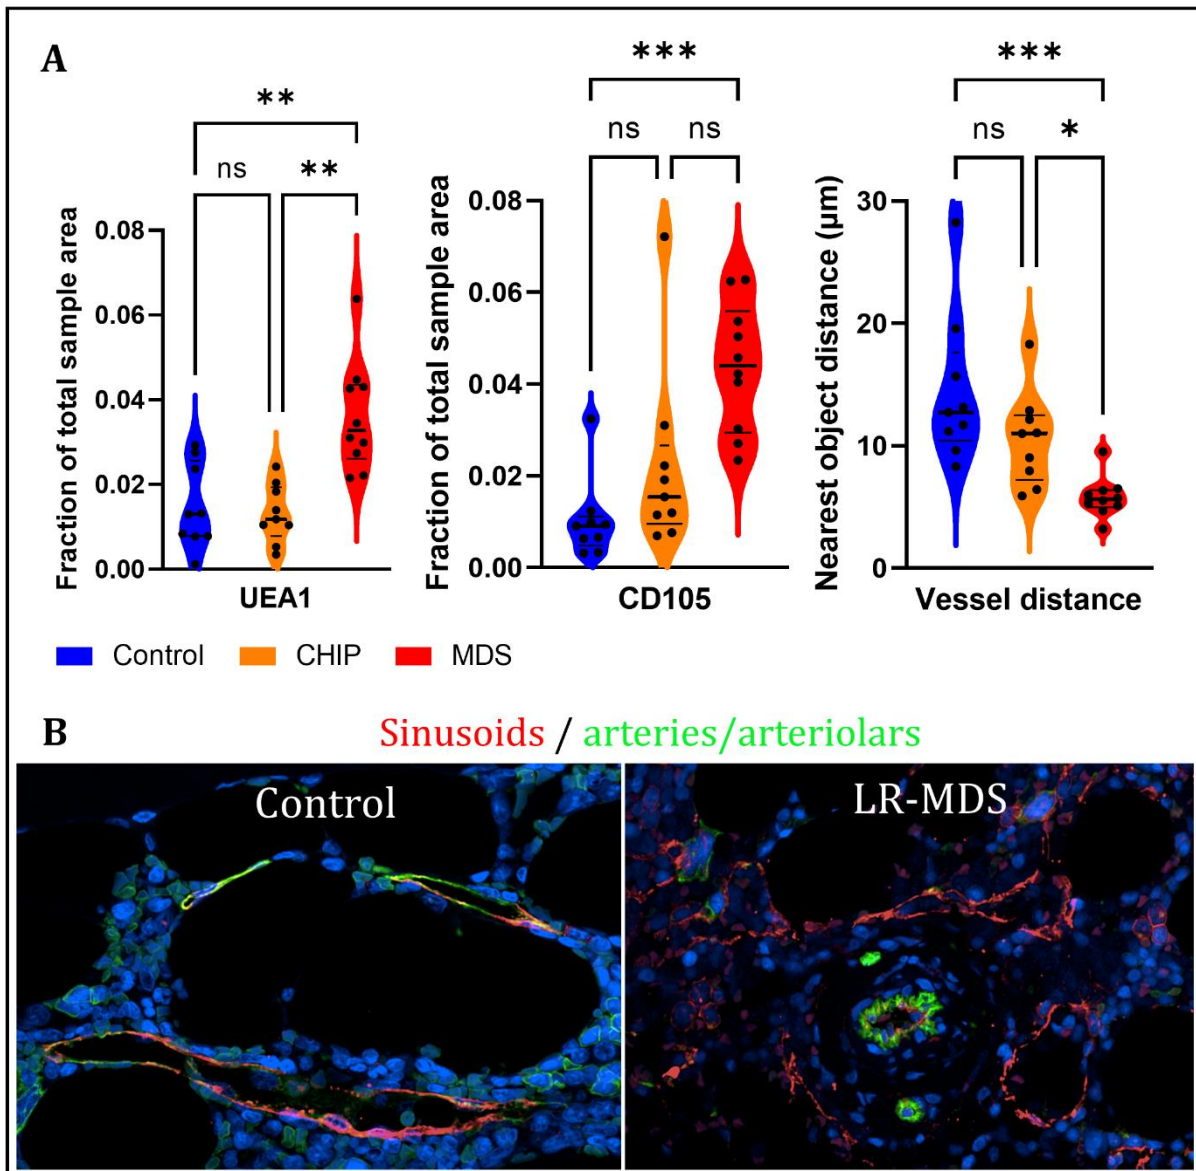 A
**
ns
**
Fraction of total sample area
0.08
0.06
0.04
0.02
0.00
UEA1
***
ns
ns
Fraction of total sample area
0.08
0.06
0.04
0.02
0.00
CD105
***
ns
*
Nearest object distance (µm)
30
20
10
0
Vessel distance
Control
CHIP
MDS
B
Sinusoids / arteries/arteriolars
Control
LR-MDS